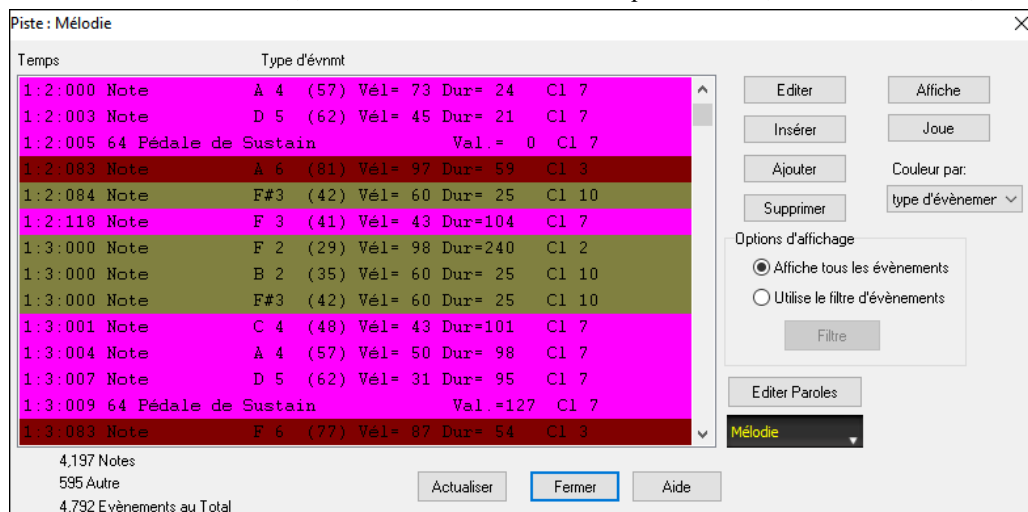 Piste : Mélodie
Temps Type d'évnmt
1:2:000 Note A 4 (57) Vél= 73 Dur= 24 Cl 7
1:2:003 Note D 5 (62) Vél= 45 Dur= 21 Cl 7
1:2:005 64 Pédale de Sustain Val.= 0 Cl 7
1:2:083 Note A 6 (81) Vél= 97 Dur= 59 Cl 3
1:2:084 Note F#3 (42) Vél= 60 Dur= 25 Cl 10
1:2:118 Note F 3 (41) Vél= 43 Dur=104 Cl 7
1:3:000 Note F 2 (29) Vél= 98 Dur=240 Cl 2
1:3:000 Note B 2 (35) Vél= 60 Dur= 25 Cl 10
1:3:000 Note F#3 (42) Vél= 60 Dur= 25 Cl 10
1:3:001 Note C 4 (48) Vél= 43 Dur=101 Cl 7
1:3:004 Note A 4 (57) Vél= 50 Dur= 98 Cl 7
1:3:007 Note D 5 (62) Vél= 31 Dur= 95 Cl 7
1:3:009 64 Pédale de Sustain Val.=127 Cl 7
1:3:083 Note F 6 (77) Vél= 87 Dur= 54 Cl 3
Editer Affiche
Insérer Joue
Ajouter Couleur par:
Supprimer type d'évènemer
Options d'affichage
Affiche tous les évènements
Utilise le filtre d'évènements
Filtre
Editer Paroles
Mélodie
4,197 Notes
595 Autre
4,792 Evènements au Total
Actualiser Fermer Aide